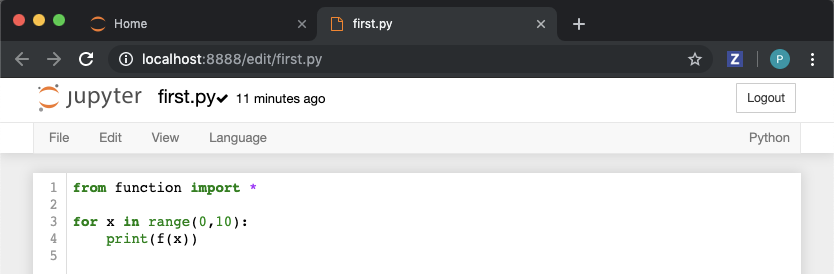 Home
first.py
localhost:8888/edit/first.py
Z
P
jupyter first.py 11 minutes ago Logout
File Edit View Language Python
1 from function import *
2
3 for x in range(0,10):
4     print(f(x))
5